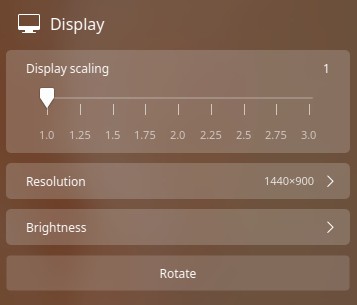 Display
Display scaling 1
1.0 1.25 1.5 1.75 2.0 2.25 2.5 2.75 3.0
Resolution 1440×900
Brightness
Rotate